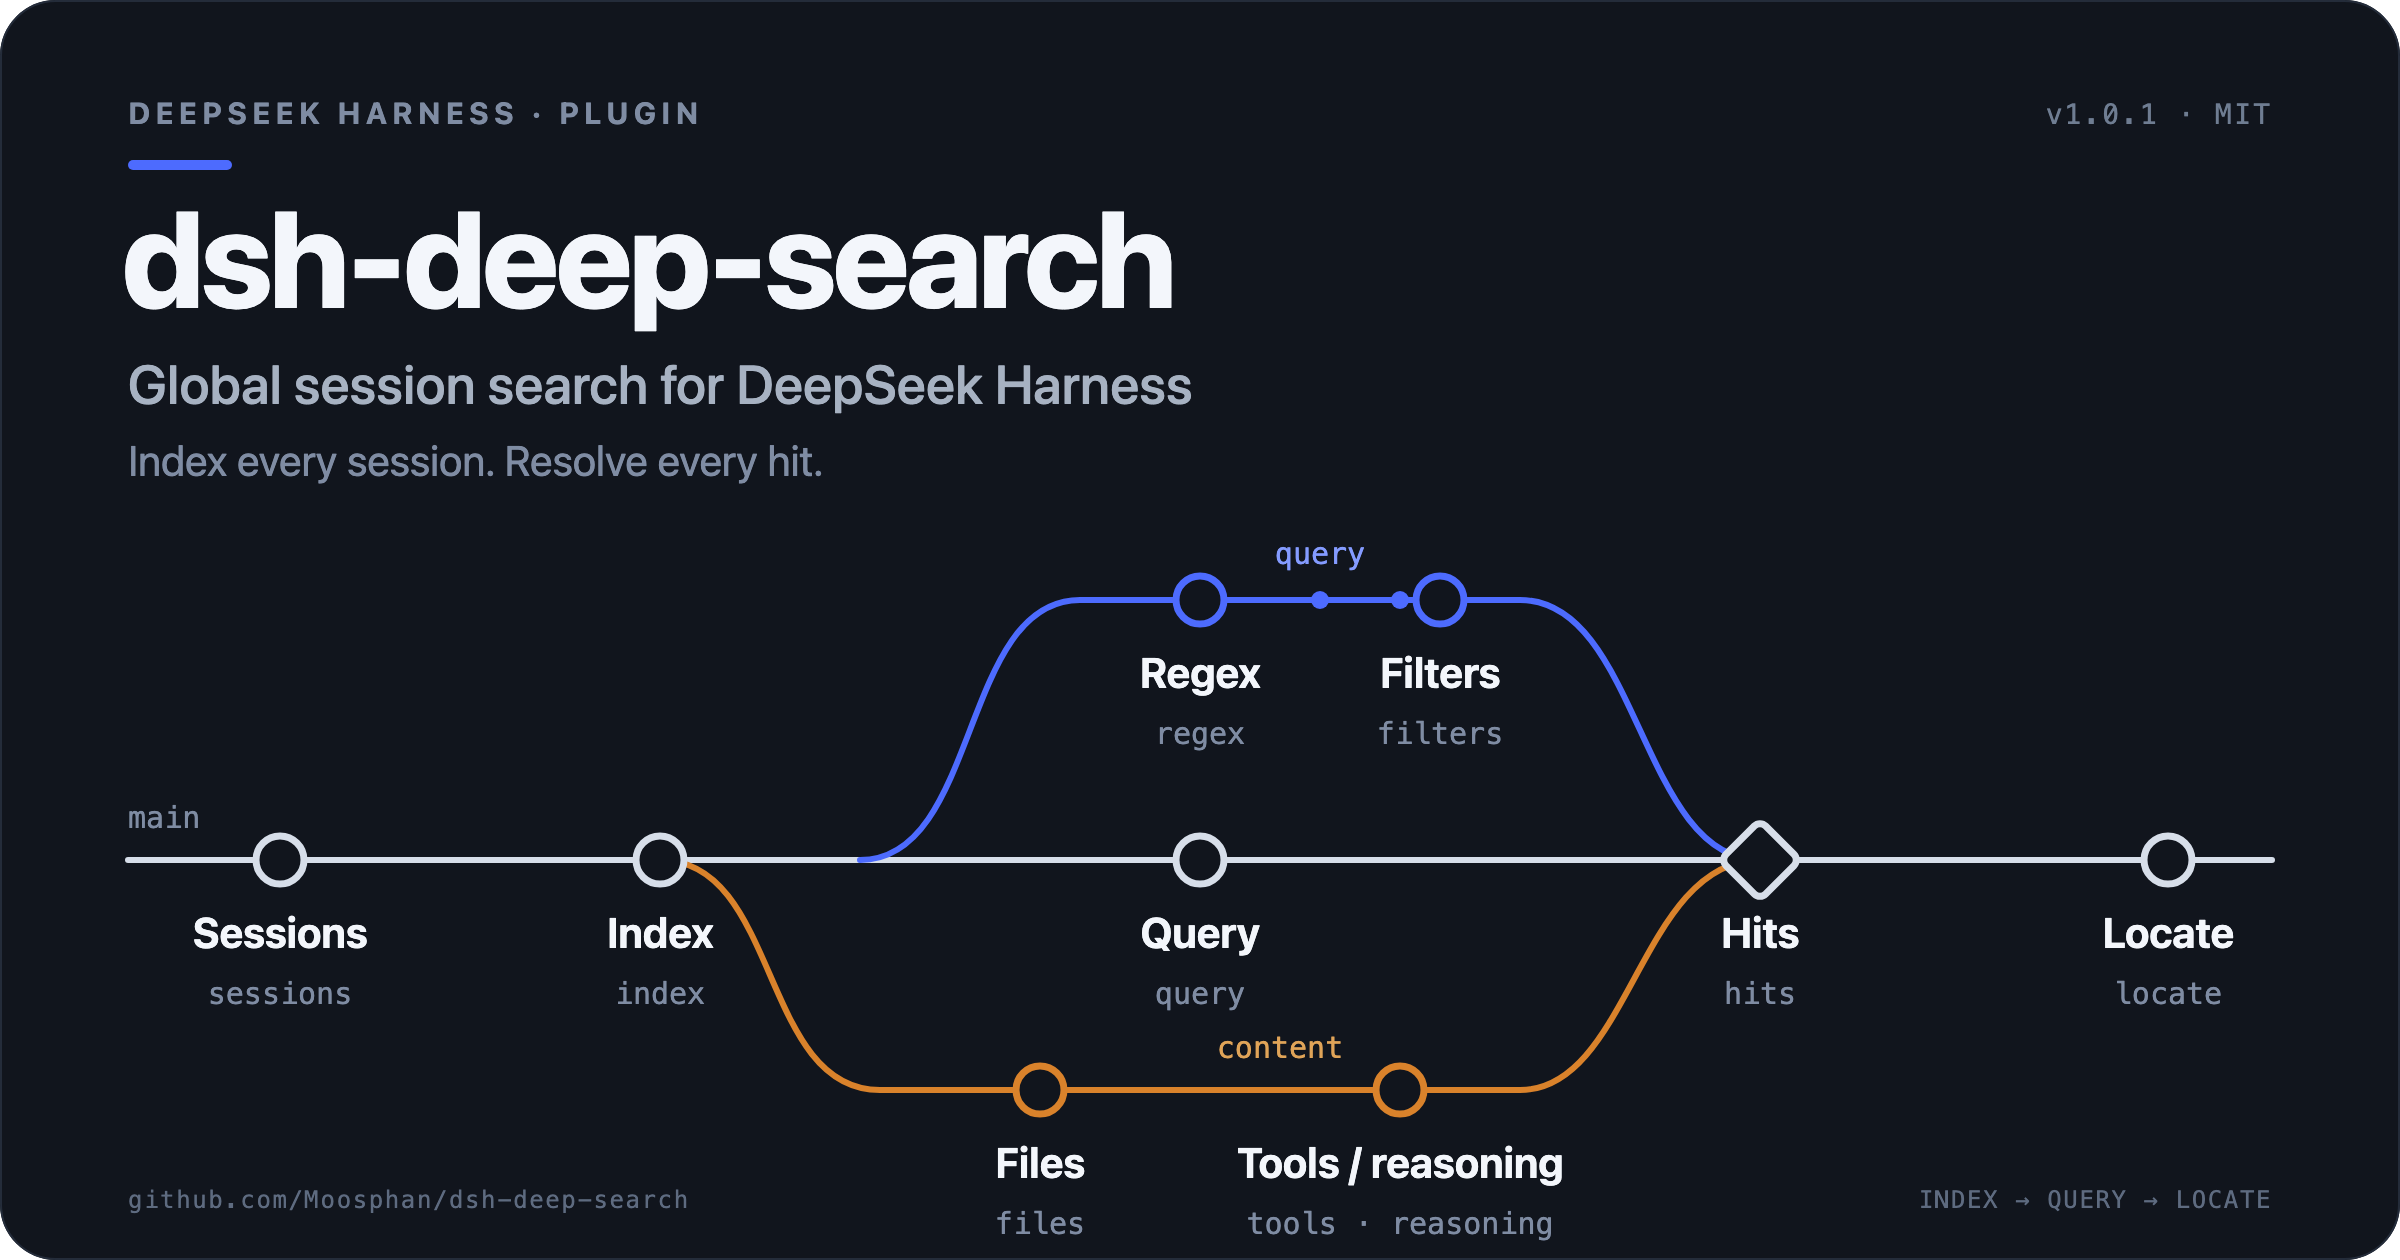 DEEPSEEK HARNESS · PLUGIN
v1.0.1 · MIT
dsh-deep-search
Global session search for DeepSeek Harness
Index every session. Resolve every hit.
query
Regex
Filters
regex
filters
main
Sessions
Index
Query
Hits
Locate
sessions
index
query
hits
locate
content
Files
Tools / reasoning
files
tools · reasoning
github.com/Moosphan/dsh-deep-search
INDEX → QUERY → LOCATE